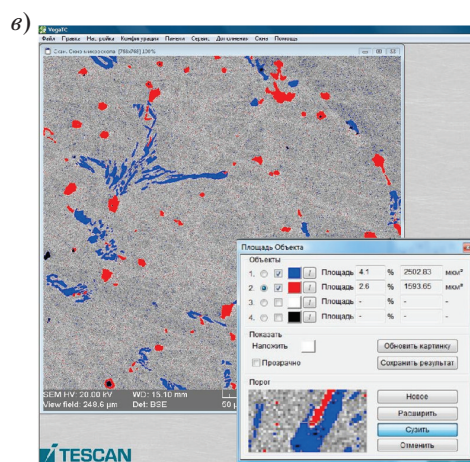 в)
VegaTC
Файл Правка Настройка Конфигурации Панели Сервис Дополнения Окна Помощь
Скан. Окно микроскопа [768x768] 100%
SEM HV: 20.00 kV WD: 15.10 mm
View field: 248.6 µm Det: BSE 50 µ
TESCAN
Площадь Объекта
Объекты
1. Площадь 4.1 % 2502.83 мкм²
2. Площадь 2.6 % 1593.65 мкм²
3. Площадь - % -
4. Площадь - % -
Показать
Наложить
Обновить картинку
Прозрачно
Сохранить результат
Порог
Новое
Расширить
Сузить
Отменить